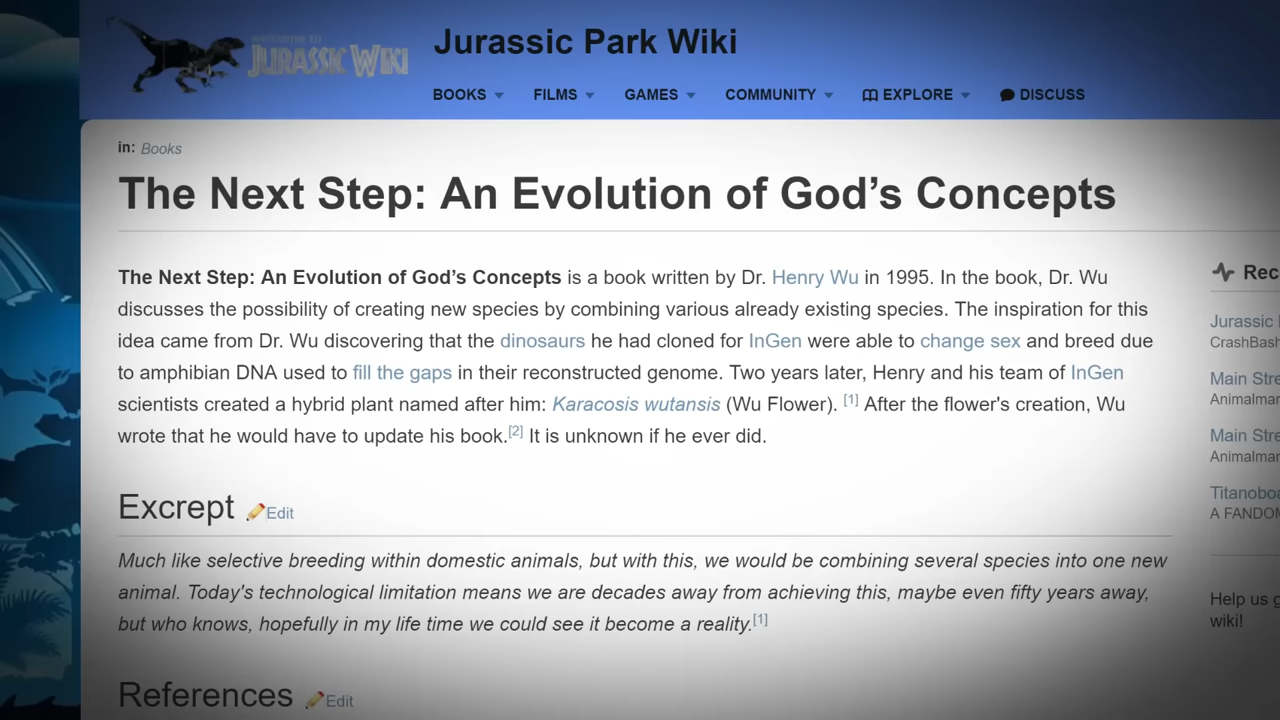 welcome to
JURASSIC WIKI
Jurassic Park Wiki
BOOKS FILMS GAMES COMMUNITY EXPLORE DISCUSS
in: Books
The Next Step: An Evolution of God’s Concepts
The Next Step: An Evolution of God’s Concepts is a book written by Dr. Henry Wu in 1995. In the book, Dr. Wu
discusses the possibility of creating new species by combining various already existing species. The inspiration for this
idea came from Dr. Wu discovering that the dinosaurs he had cloned for InGen were able to change sex and breed due
to amphibian DNA used to fill the gaps in their reconstructed genome. Two years later, Henry and his team of InGen
scientists created a hybrid plant named after him: Karacosis wutansis (Wu Flower). [1] After the flower's creation, Wu
wrote that he would have to update his book.[2] It is unknown if he ever did.
Excrept Edit
Much like selective breeding within domestic animals, but with this, we would be combining several species into one new
animal. Today's technological limitation means we are decades away from achieving this, maybe even fifty years away,
but who knows, hopefully in my life time we could see it become a reality.[1]
References Edit
Rec
Jurassic
CrashBash
Main Stre
Animalmar
Main Stre
Animalmar
Titanoboa
A FANDOM
Help us g
wiki!